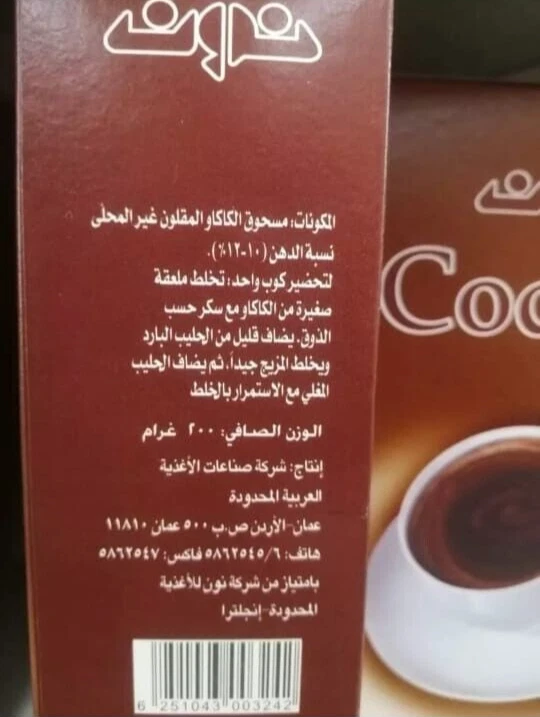 نون
المكونات: مسحوق الكاكاو المقلون غير المحلى
نسبة الدهن (١٠-١٢٪).
لتحضير كوب واحد: تخلط ملعقة
صغيرة من الكاكاو مع سكر حسب
الذوق. يضاف قليل من الحليب البارد
ويخلط المزيج جيداً، ثم يضاف الحليب
المغلي مع الاستمرار بالخلط
الوزن الصافي: ٢٠٠ غرام
إنتاج: شركة صناعات الأغذية
العربية المحدودة
عمان-الأردن ص.ب ٥٠٠ عمان ١١٨١٠
هاتف: ٥٨٦٢٥٤٥/٦ فاكس: ٥٨٦٢٥٤٧
بامتياز من شركة نون للأغذية
المحدودة-إنجلترا
6 251043 003242
Coc